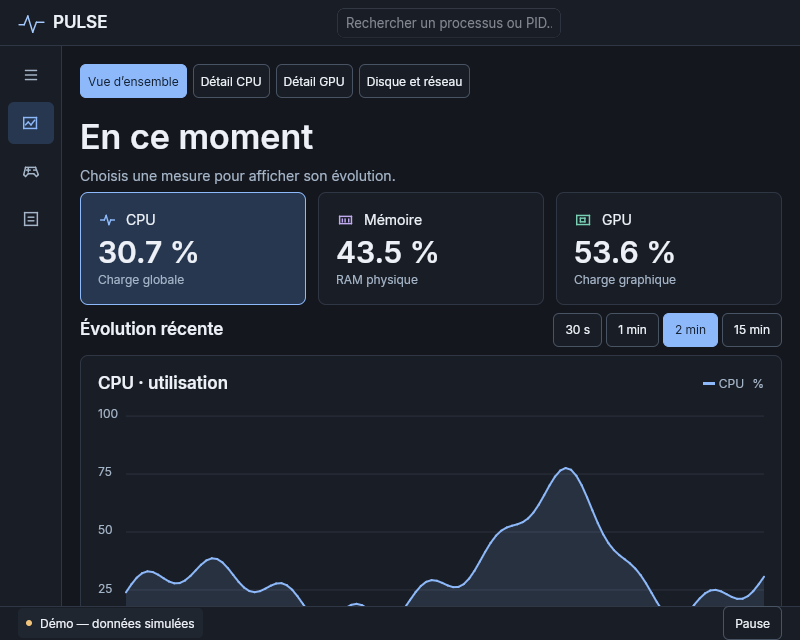 PULSE
Rechercher un processus ou PID..
Vue d’ensemble
Détail CPU
Détail GPU
Disque et réseau
En ce moment
Choisis une mesure pour afficher son évolution.
CPU
30.7 %
Charge globale
Mémoire
43.5 %
RAM physique
GPU
53.6 %
Charge graphique
Évolution récente
30 s
1 min
2 min
15 min
CPU · utilisation
CPU %
100
75
50
25
Démo — données simulées
Pause